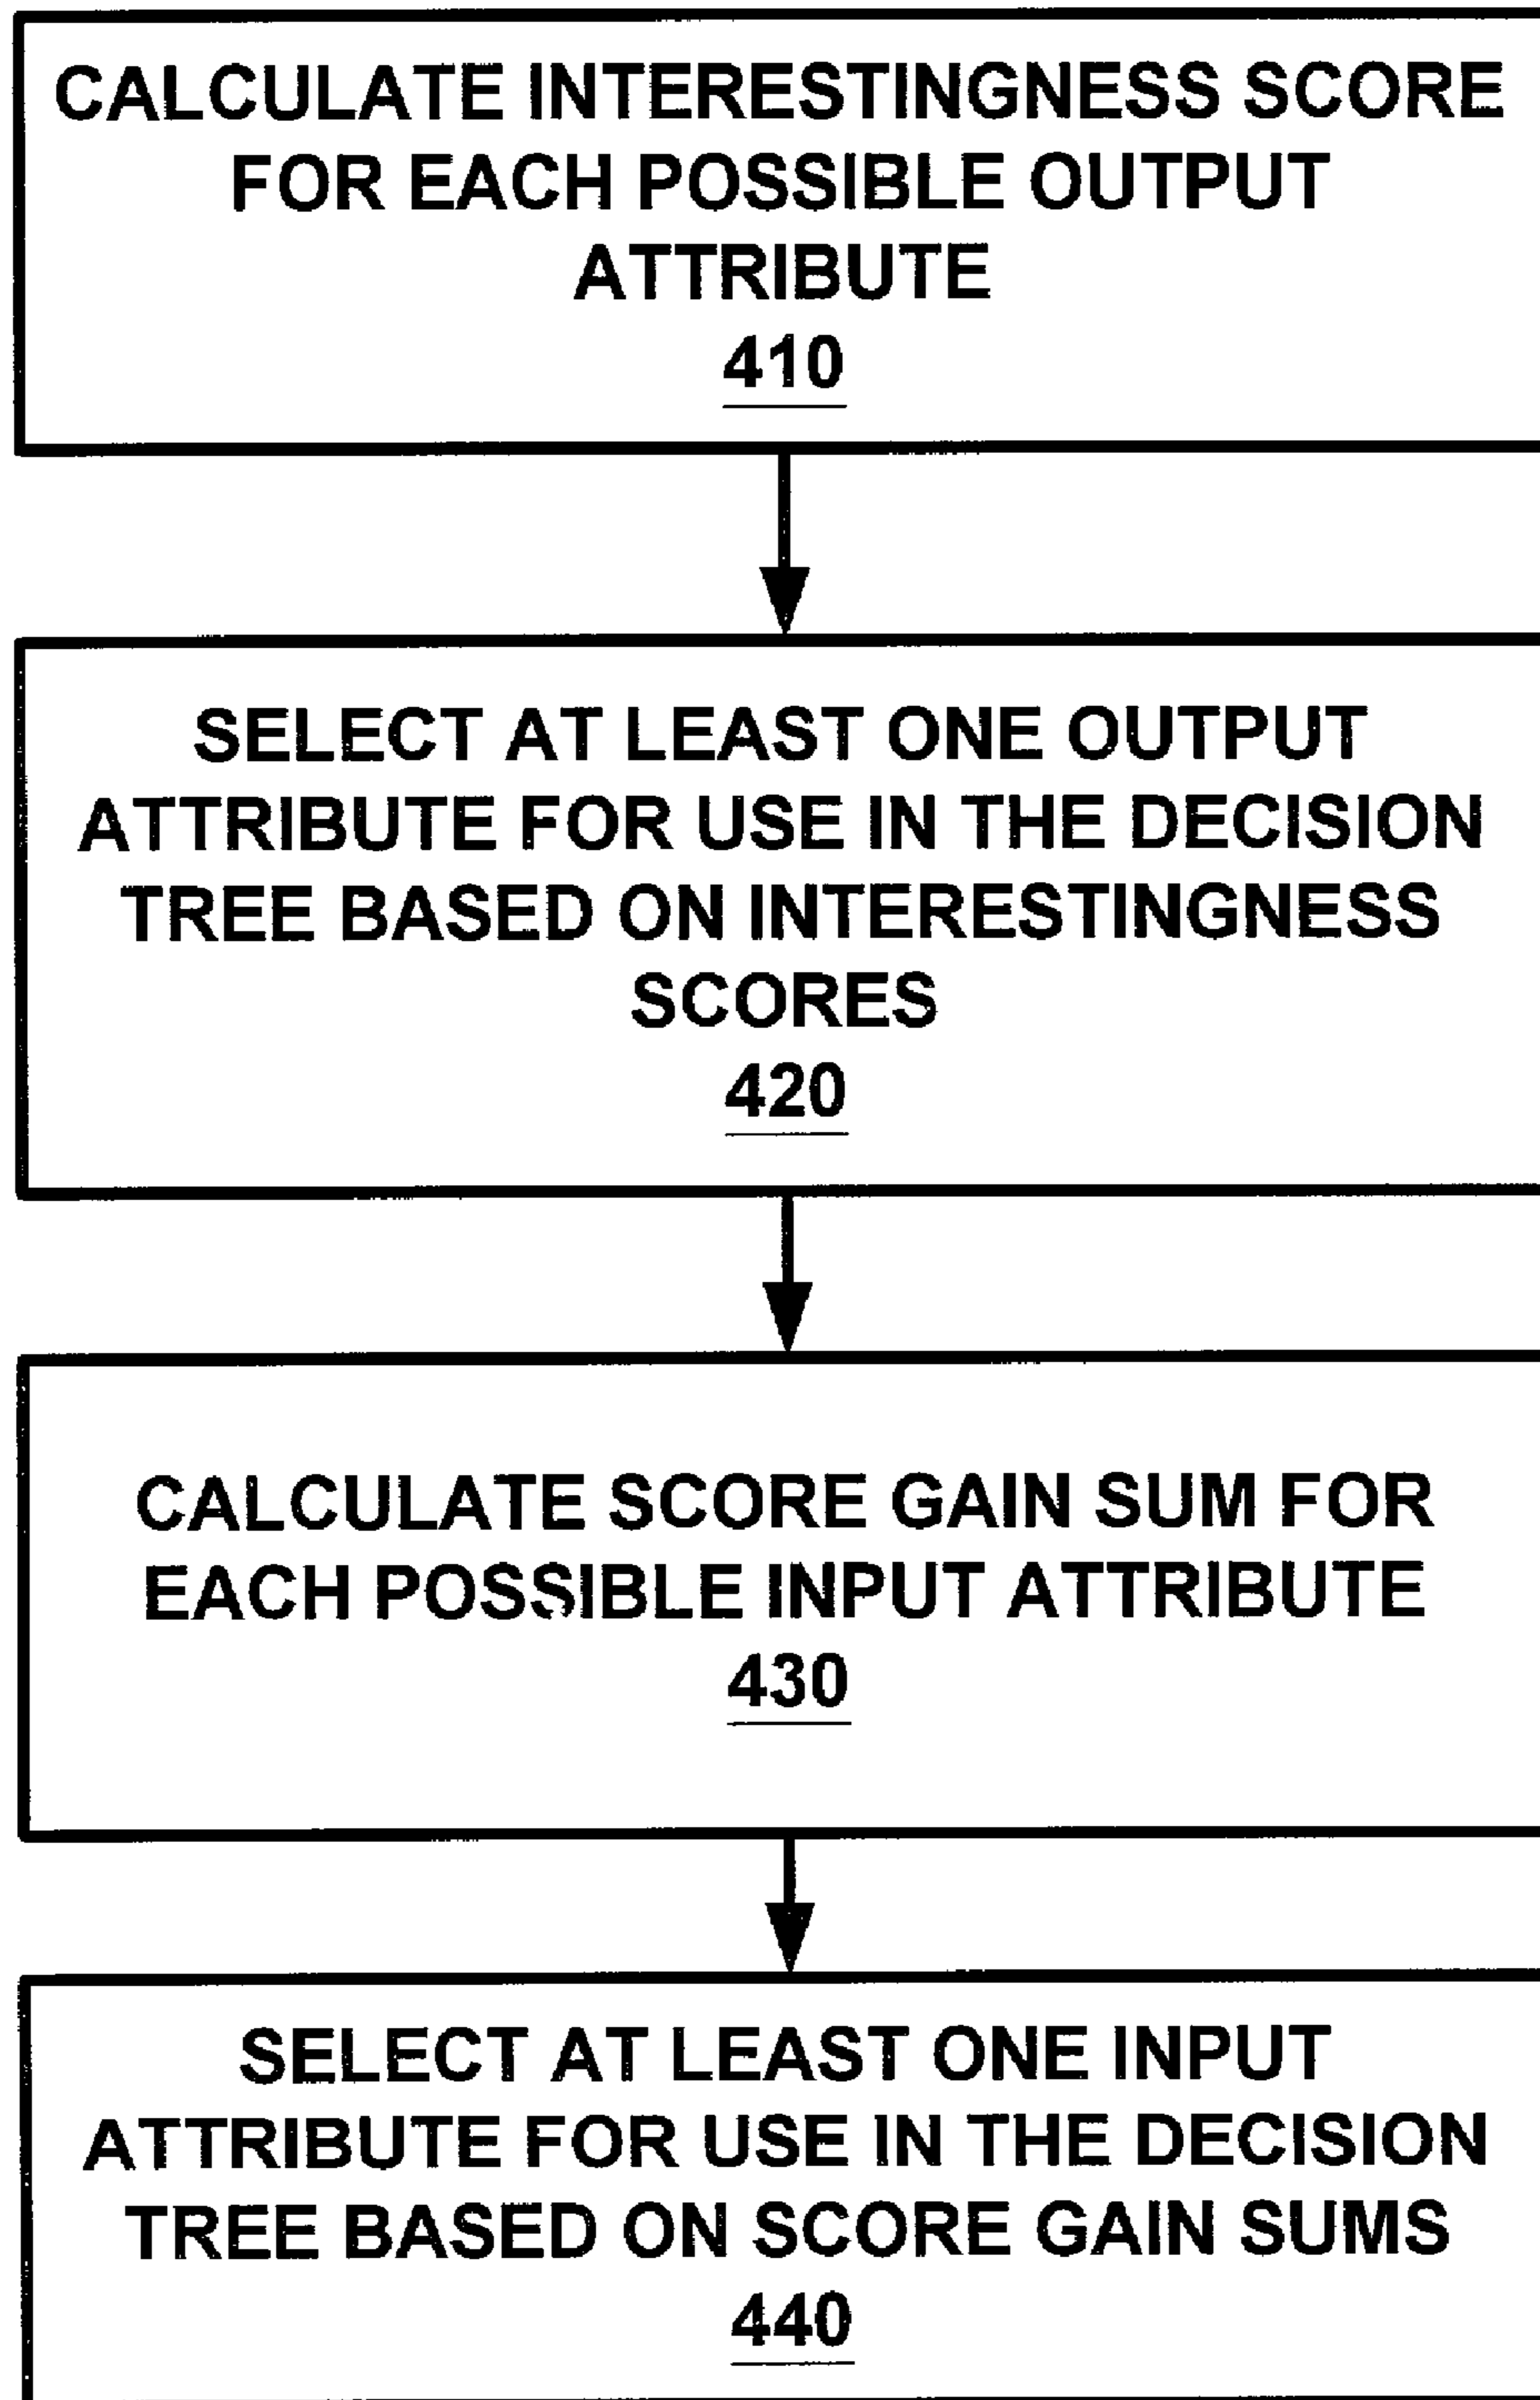 CALCULATE INTERESTINGNESS SCORE
FOR EACH POSSIBLE OUTPUT
ATTRIBUTE
410
SELECT AT LEAST ONE OUTPUT
ATTRIBUTE FOR USE IN THE DECISION
TREE BASED ON INTERESTINGNESS
SCORES
420
CALCULATE SCORE GAIN SUM FOR
EACH POSSIBLE INPUT ATTRIBUTE
430
SELECT AT LEAST ONE INPUT
ATTRIBUTE FOR USE IN THE DECISION
TREE BASED ON SCORE GAIN SUMS
440